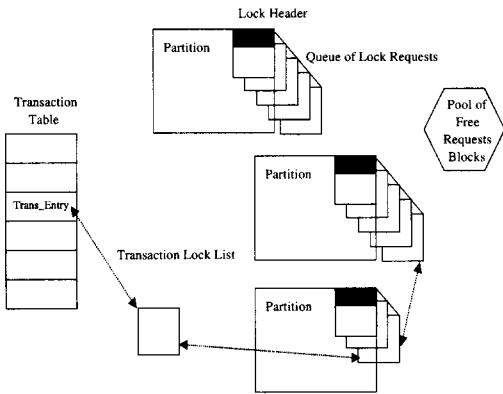 Lock Header
Partition
Queue of Lock Requests
Transaction
Table
Pool of
Free
Requests
Blocks
Partition
Trans_Entry
Transaction Lock List
Partition